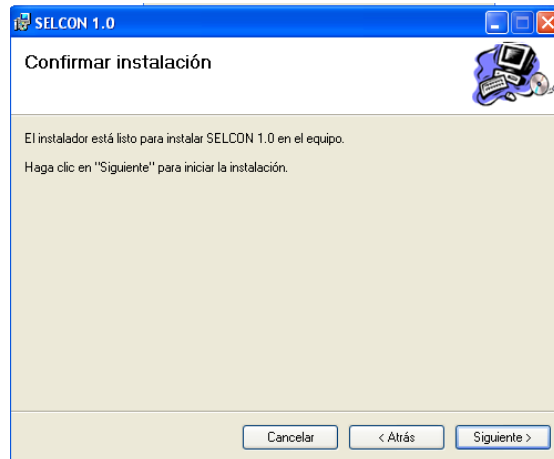 SELCON 1.0
Confirmar instalación
El instalador está listo para instalar SELCON 1.0 en el equipo.
Haga clic en "Siguiente" para iniciar la instalación.
Cancelar
< Atrás
Siguiente >